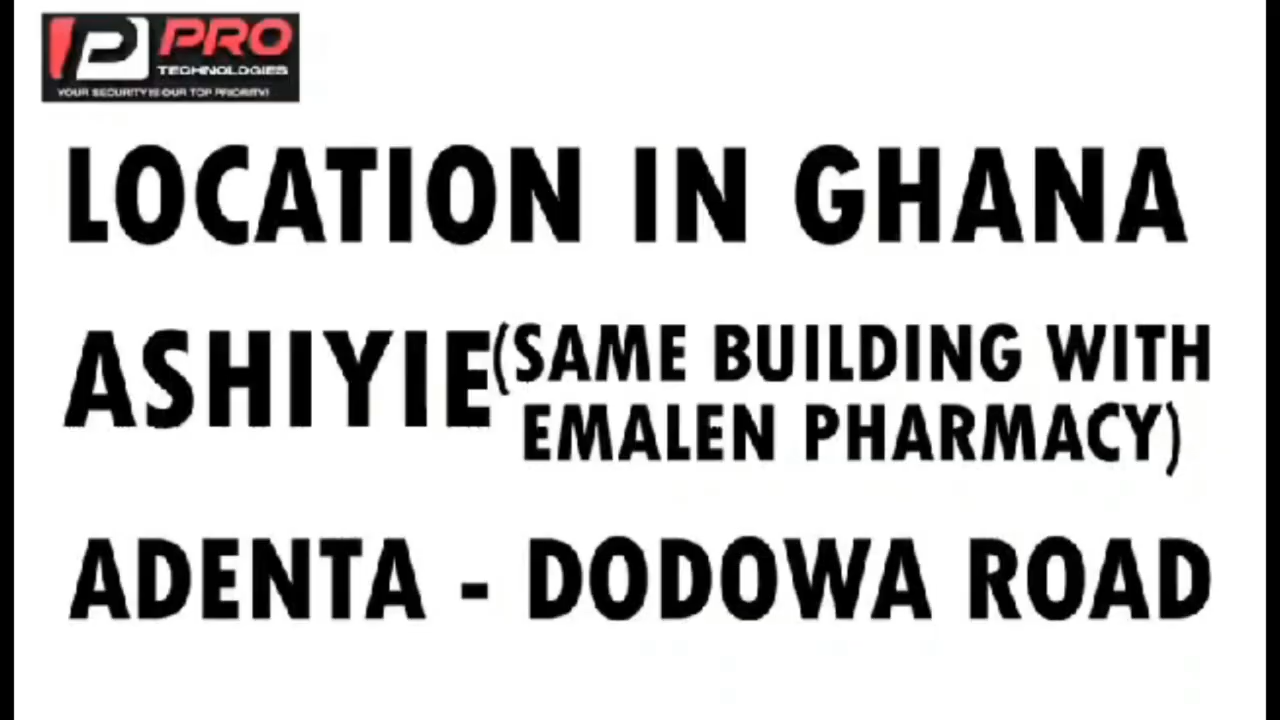 PRO
TECHNOLOGIES
YOUR SECURITY IS OUR TOP PRIORITY!
LOCATION IN GHANA
ASHIYIE (SAME BUILDING WITH
EMALEN PHARMACY)
ADENTA - DODOWA ROAD